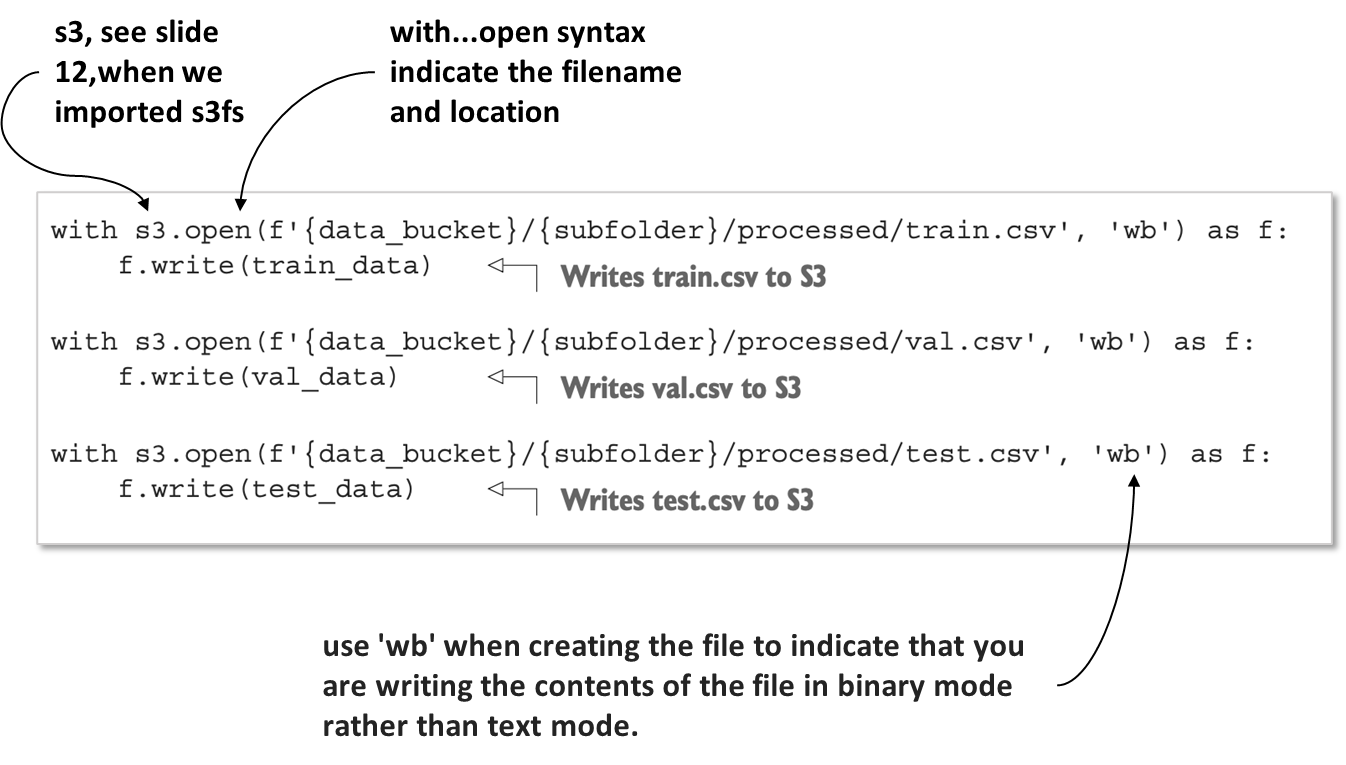 s3, see slide
12,when we
imported s3fs
with...open syntax
indicate the filename
and location
with s3.open(f'{data_bucket}/{subfolder}/processed/train.csv', 'wb') as f:
    f.write(train_data)
Writes train.csv to S3
with s3.open(f'{data_bucket}/{subfolder}/processed/val.csv', 'wb') as f:
    f.write(val_data)
Writes val.csv to S3
with s3.open(f'{data_bucket}/{subfolder}/processed/test.csv', 'wb') as f:
    f.write(test_data)
Writes test.csv to S3
use 'wb' when creating the file to indicate that you
are writing the contents of the file in binary mode
rather than text mode.